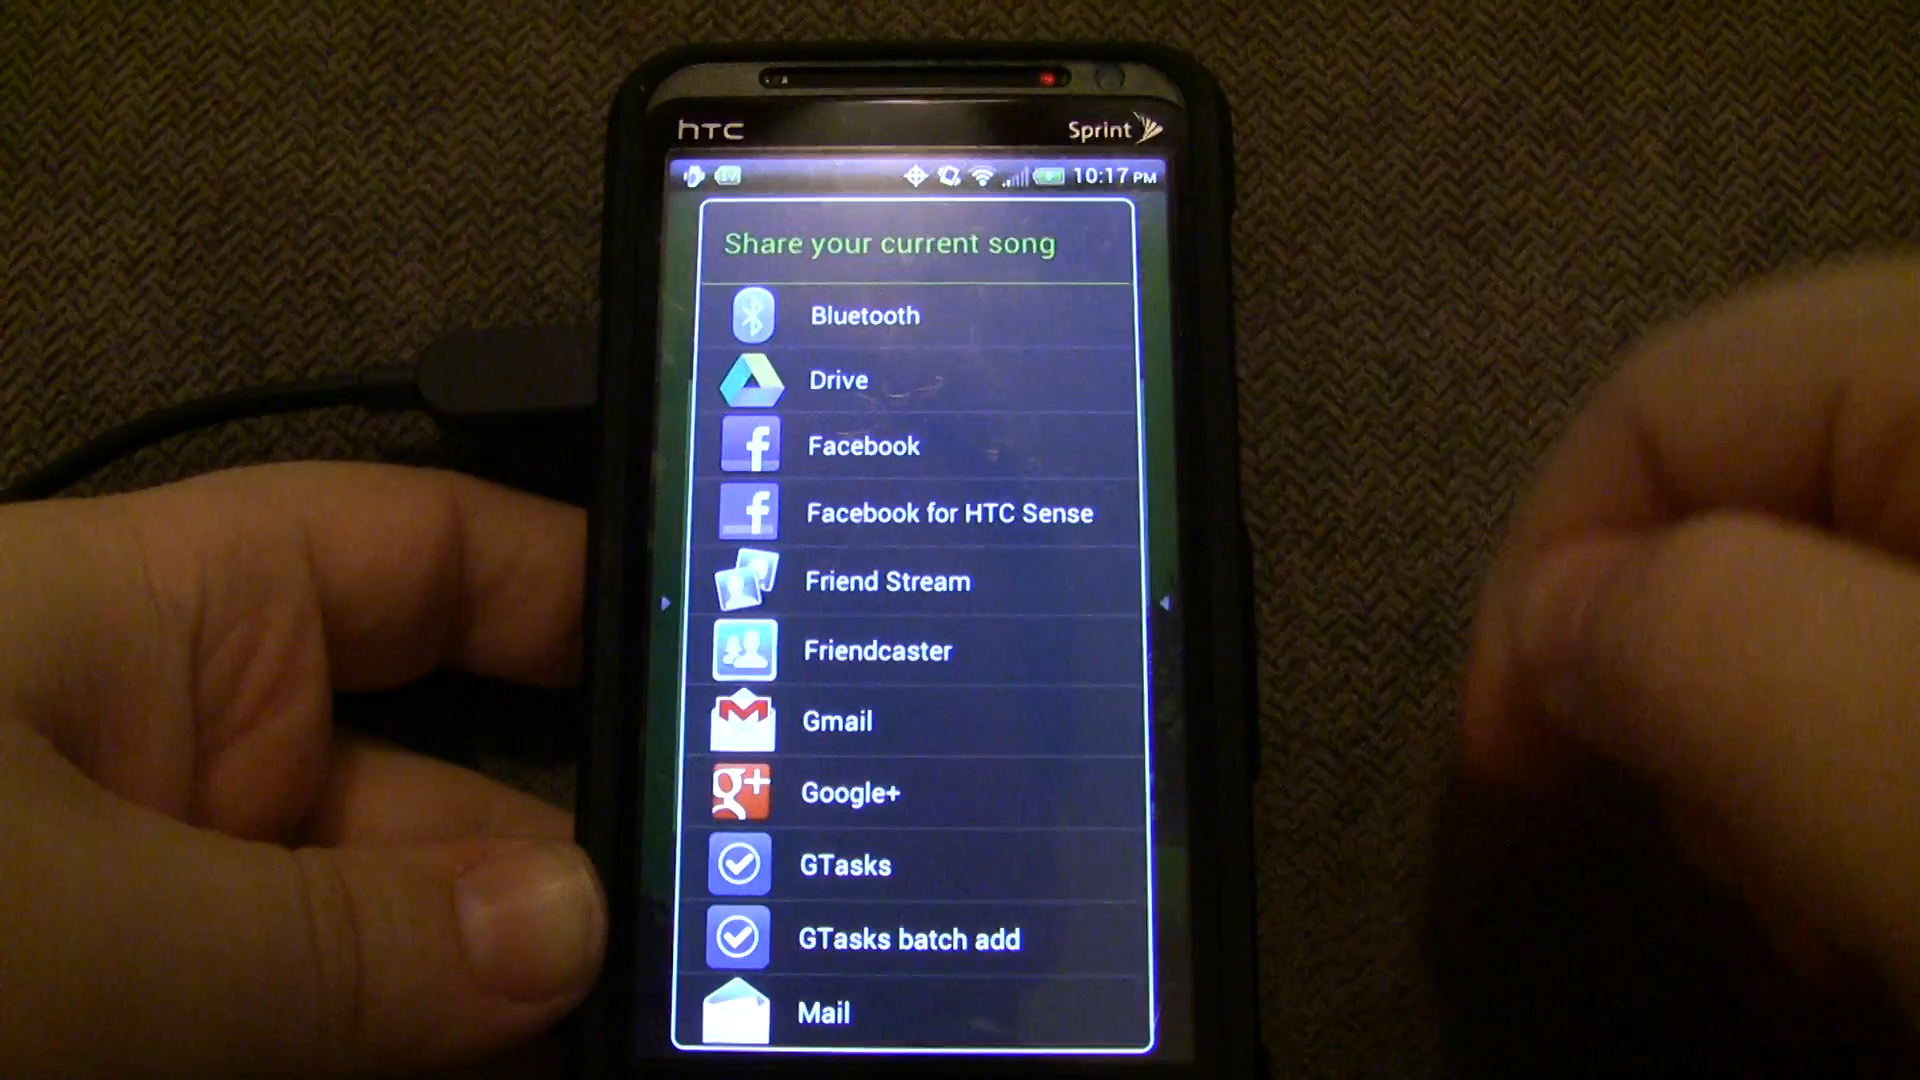 hTC
Sprint
10:17 PM
Share your current song
Bluetooth
Drive
Facebook
Facebook for HTC Sense
Friend Stream
Friendcaster
Gmail
Google+
GTasks
GTasks batch add
Mail